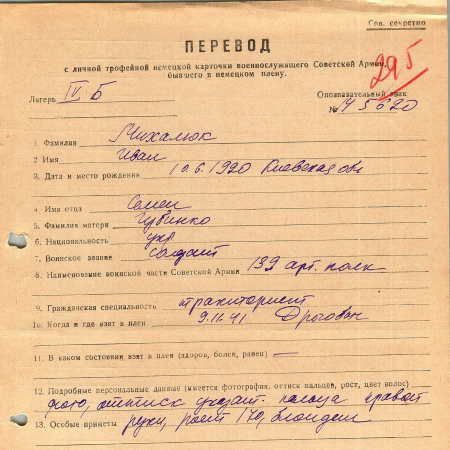 Сов. секретно
ПЕРЕВОД
с личной трофейной немецкой карточки военнослужащего Советской Армии,
бывшего в немецком плену.
295
Лагерь IV Б
Опознавательный знак
№ 45620
1. Фамилия Михалюк
2 Имя Иван
3. Дата и место рождения 10.6.1920 Киевская обл
4. Имя отца Семен
5. Фамилия матери
6. Национальность укр
7. Воинское звание солдат
8. Наименование воинской части Советской Армии 199 арт. полк
9. Гражданская специальность тракиторист
10. Когда и где взят в плен 9.11.41 Дрогобыч
11. В каком состоянии взят в плен (здоров, болен, ранен) —
12. Подробные персональные данные (имеется фотография, оттиск пальцев, рост, цвет волос)
фото, оттиск указат. пальца правой
13. Особые приметы руки, рост 170, блондин